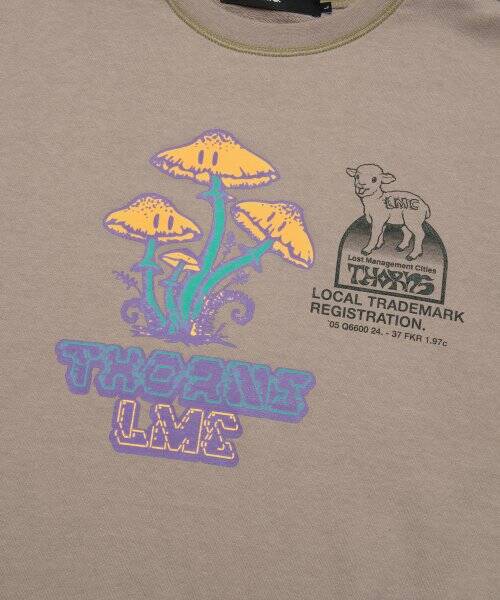 THORNS
LMC
LMC
Lost Management Cities
THORNS
LOCAL TRADEMARK
REGISTRATION.
'05 Q6600 24. - 37 FKR 1.97c